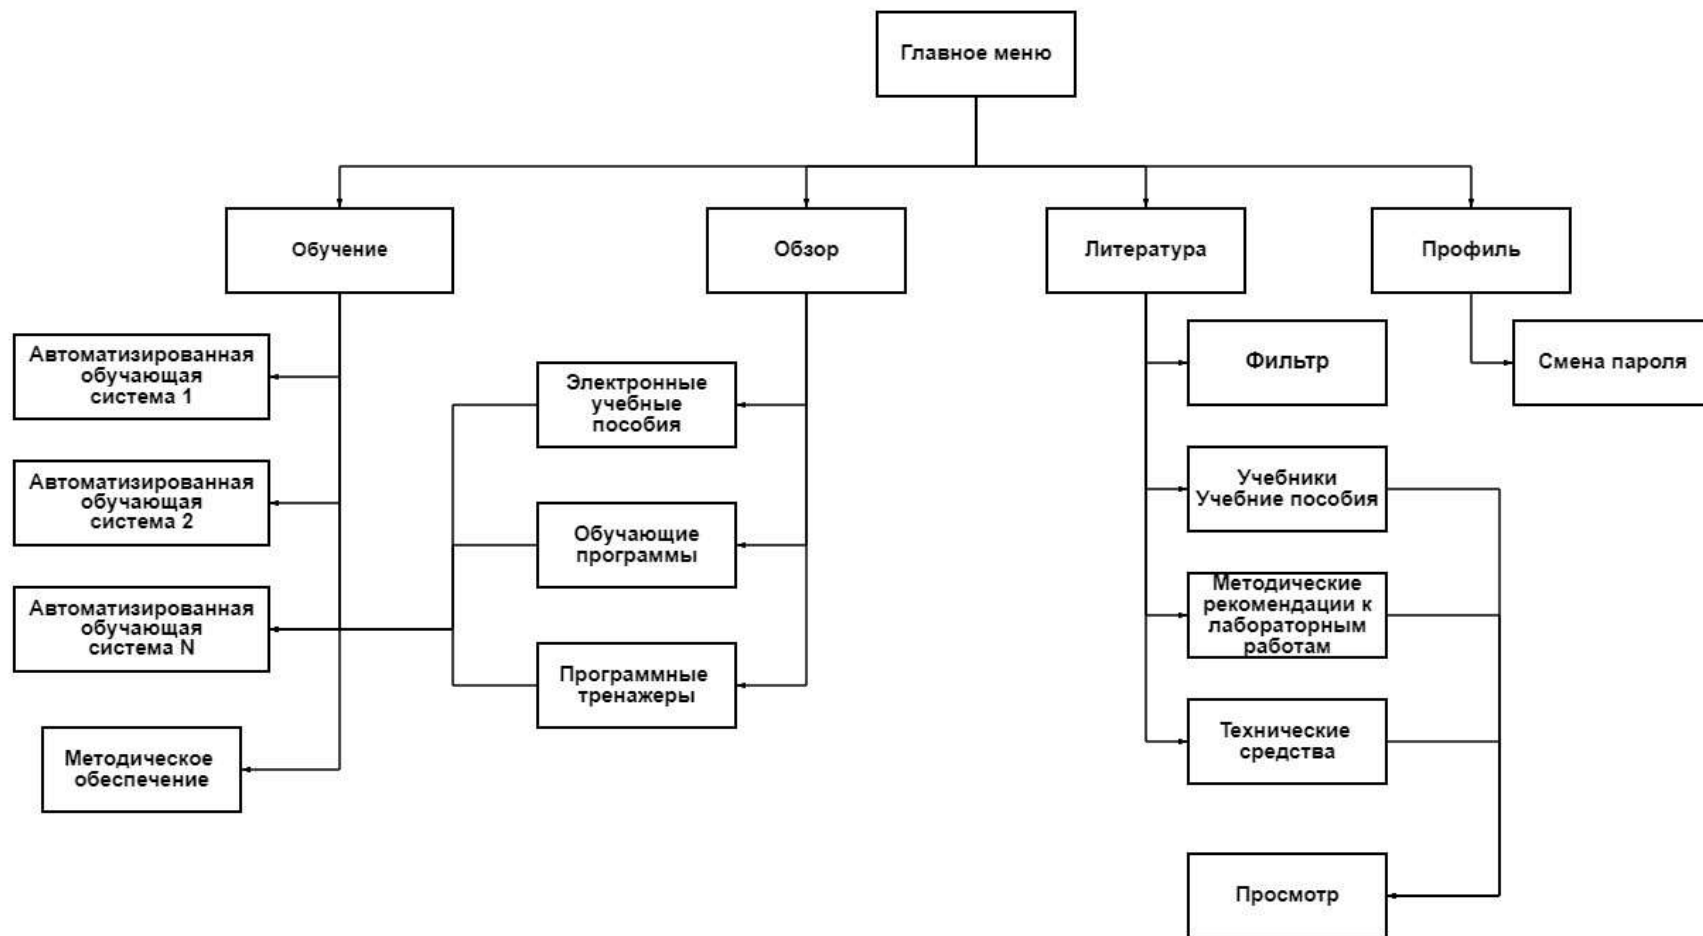 Главное меню
Обучение
Обзор
Литература
Профиль
Автоматизированная
обучающая
система 1
Автоматизированная
обучающая
система 2
Автоматизированная
обучающая
система N
Методическое
обеспечение
Электронные
учебные
пособия
Обучающие
программы
Программные
тренажеры
Фильтр
Учебники
Учебние пособия
Методические
рекомендации к
лабораторным
работам
Технические
средства
Просмотр
Смена пароля